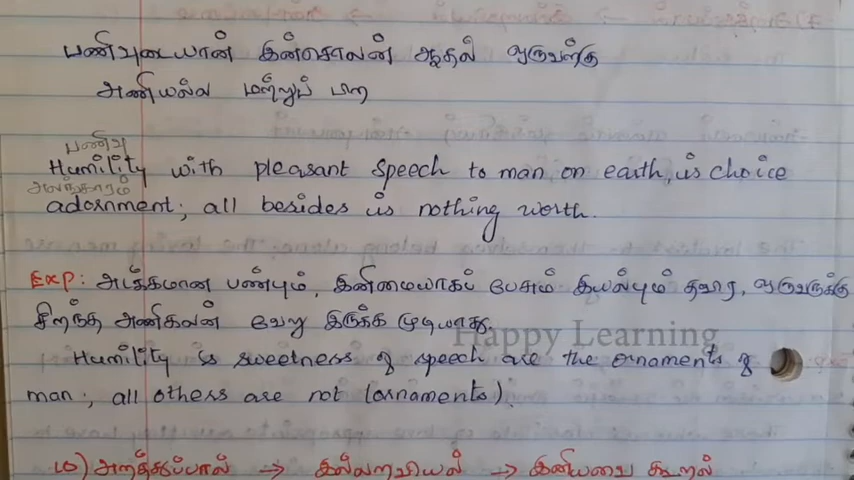 பணிவுடையான் இன்சொலன் ஆதல் ஒருவற்கு
அணியல்ல மற்றுப் பிற
பணிவு
Humility with pleasant speech to man on earth, is choice
அலங்காரம்
adornment; all besides is nothing worth.
Exp: அடக்கமான பண்பும், இனிமையாகப் பேசும் இயல்பும் தவிர, ஒருவருக்கு
சிறந்த அணிகலன் வேறு இருக்க முடியாது.
Happy Learning
Humility & sweetness of speech are the ornaments of
man; all others are not (ornaments).
10) அறத்துப்பால் → இல்லறவியல் → இனியவை கூறல்